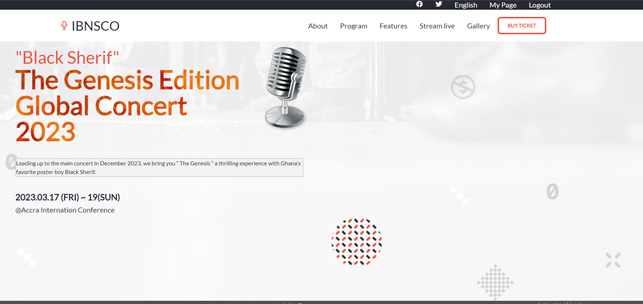 English My Page Logout
IBNSCO About Program Features Stream live Gallery BUY TICKET
"Black Sherif"
The Genesis Edition
Global Concert
2023
Leading up to the main concert in December 2023, we bring you " The Genesis " a thrilling experience with Ghana's
favorite poster boy Black Sherif.
2023.03.17 (FRI) ~ 19(SUN)
@Accra Internation Conference